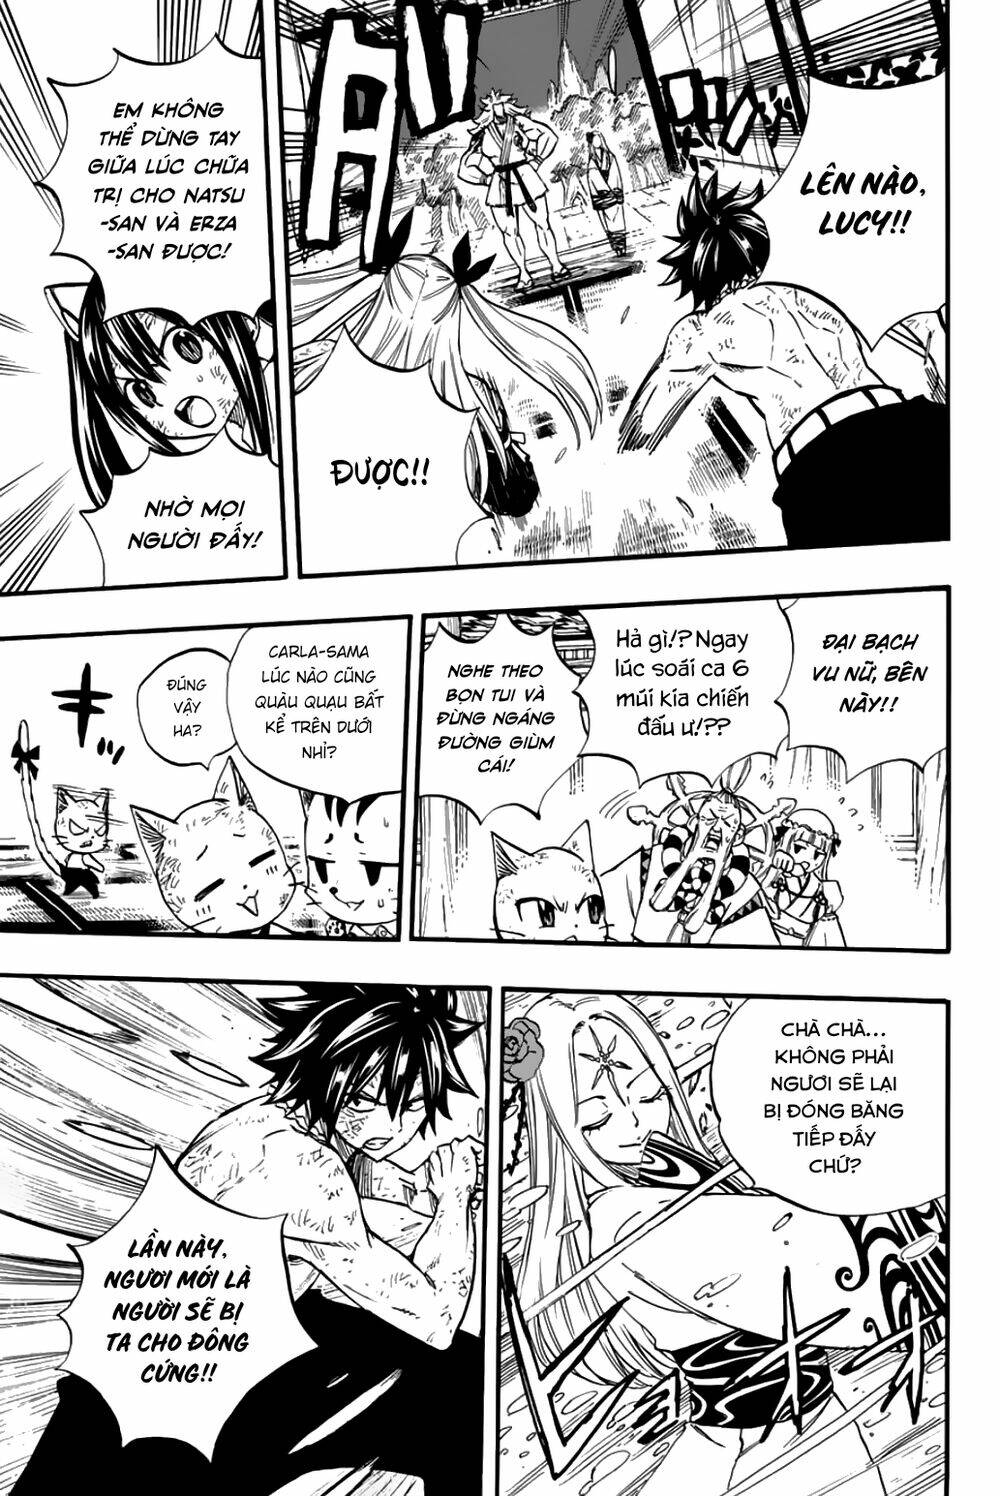 LÊN NÀO,
LUCY!!
ĐƯỢC!!
EM KHÔNG
THỂ DỪNG TAY
GIỮA LÚC CHỮA
TRỊ CHO NATSU
-SAN VÀ ERZA
-SAN ĐƯỢC!
NHỜ MỌI
NGƯỜI ĐẤY!
ĐẠI BẠCH
VU NỮ, BÊN
NÀY!!
Hả gì!? Ngay
lúc soái ca 6
múi kia chiến
đấu ư!??
NGHE THEO
BỌN TUI VÀ
ĐỪNG NGÁNG
ĐƯỜNG GIÙM
CÁI!
CARLA-SAMA
LÚC NÀO CŨNG
QUÀU QUẠU BẤT
KỂ TRÊN DƯỚI
NHỈ?
ĐÚNG
VẬY
HA?
CHÀ CHÀ...
KHÔNG PHẢI
NGƯƠI SẼ LẠI
BỊ ĐÓNG BĂNG
TIẾP ĐẤY
CHỨ?
LẦN NÀY,
NGƯƠI MỚI LÀ
NGƯỜI SẼ BỊ
TA CHO ĐÔNG
CỨNG!!